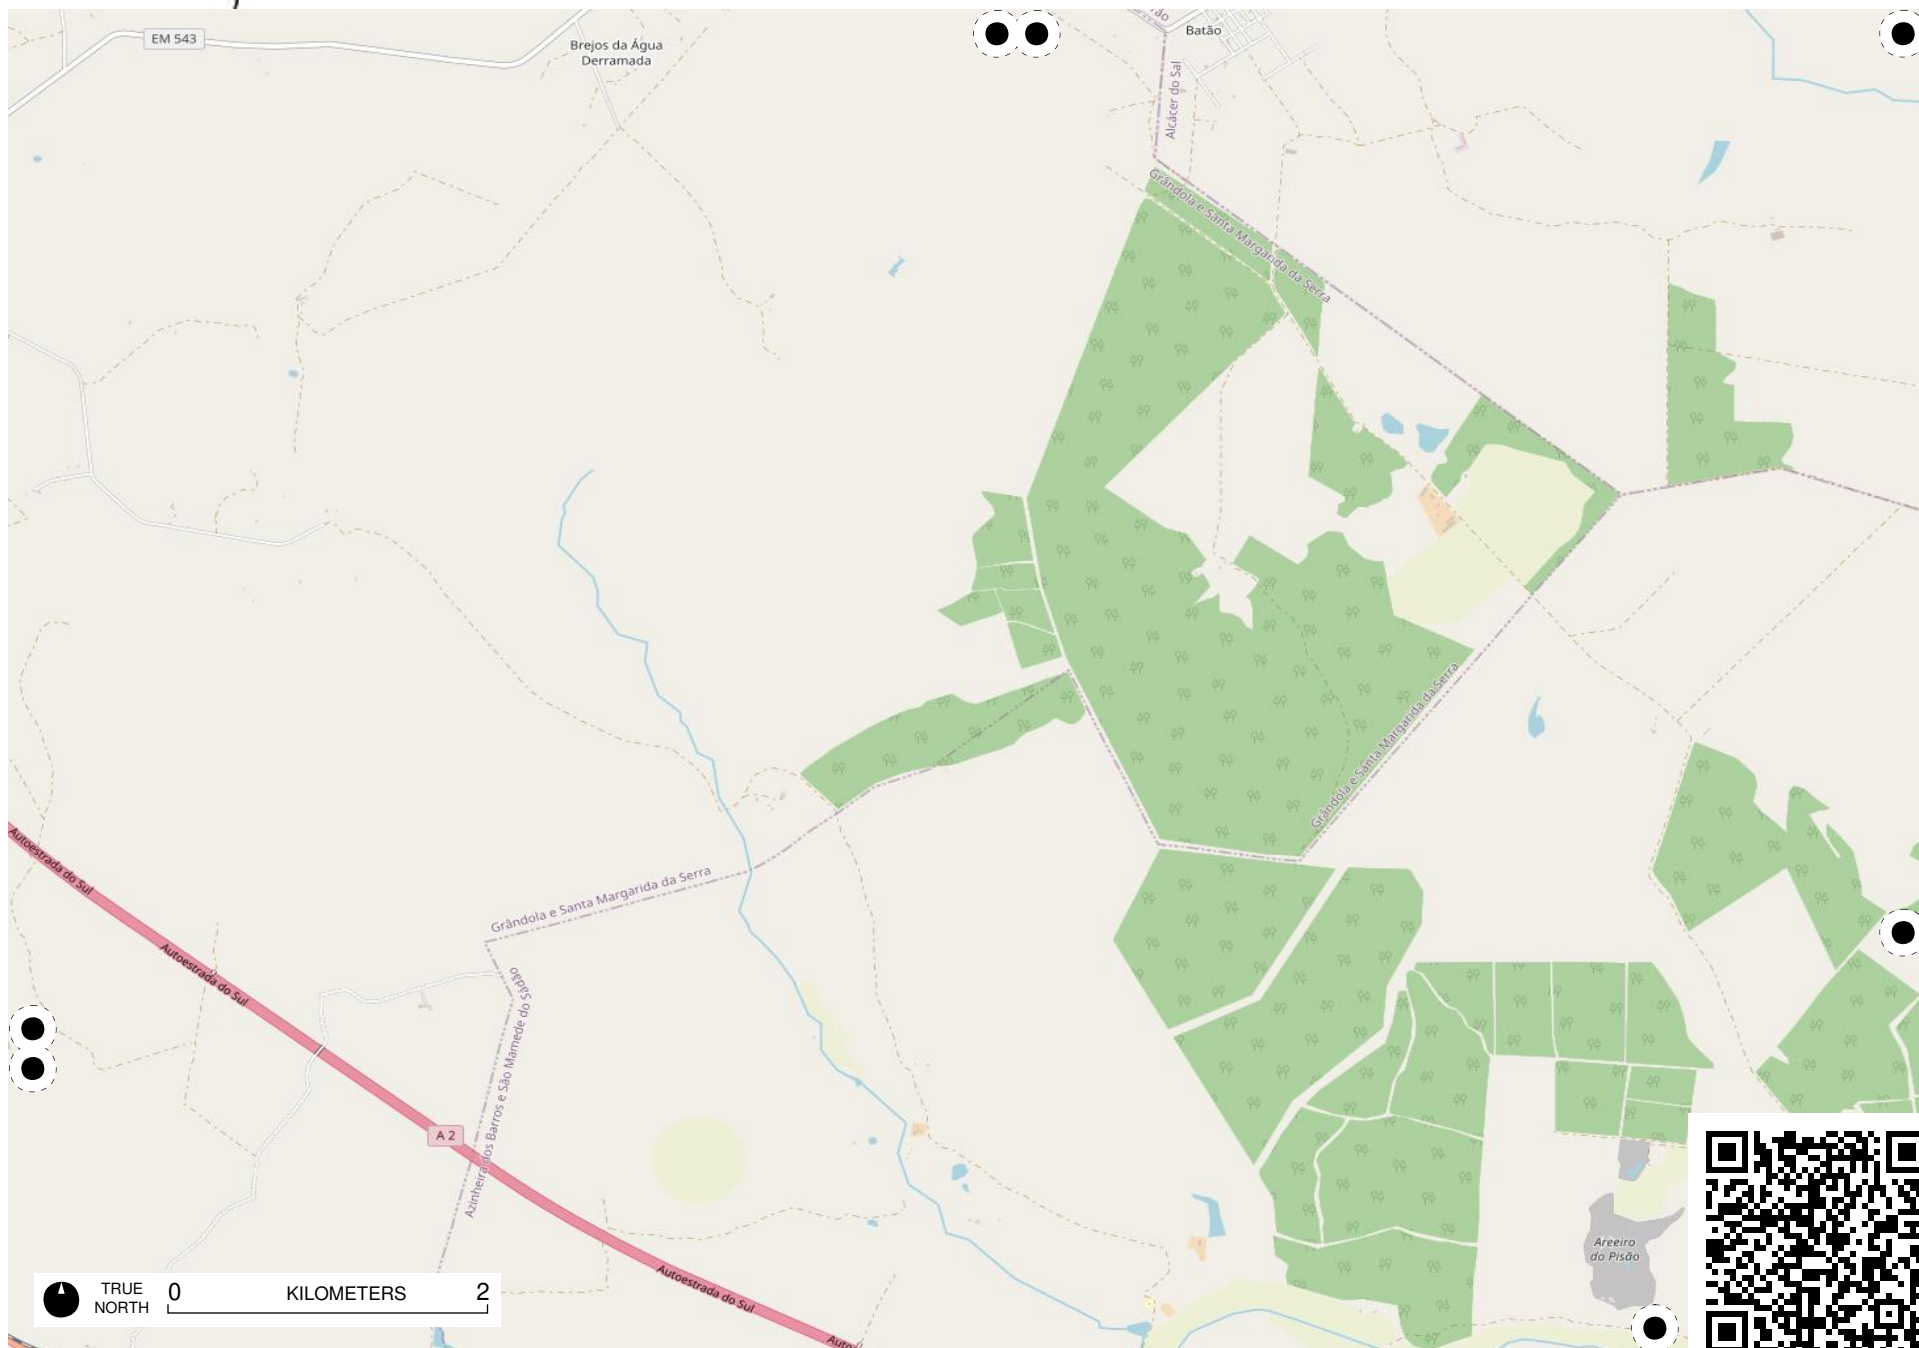 EM 543
Brejos da Água
Derramada
Batão
Alcácer do Sal
Grândola e Santa Margarida da Serra
Grândola e Santa Margarida da Serra
Autoestrada do Sul
Grândola e Santa Margarida da Serra
Autoestrada do Sul
Azinheira dos Barros e São Mamede do Sádão
A 2
Areeiro
do Pisão
Autoestrada do Sul
TRUE
NORTH
0 KILOMETERS 2